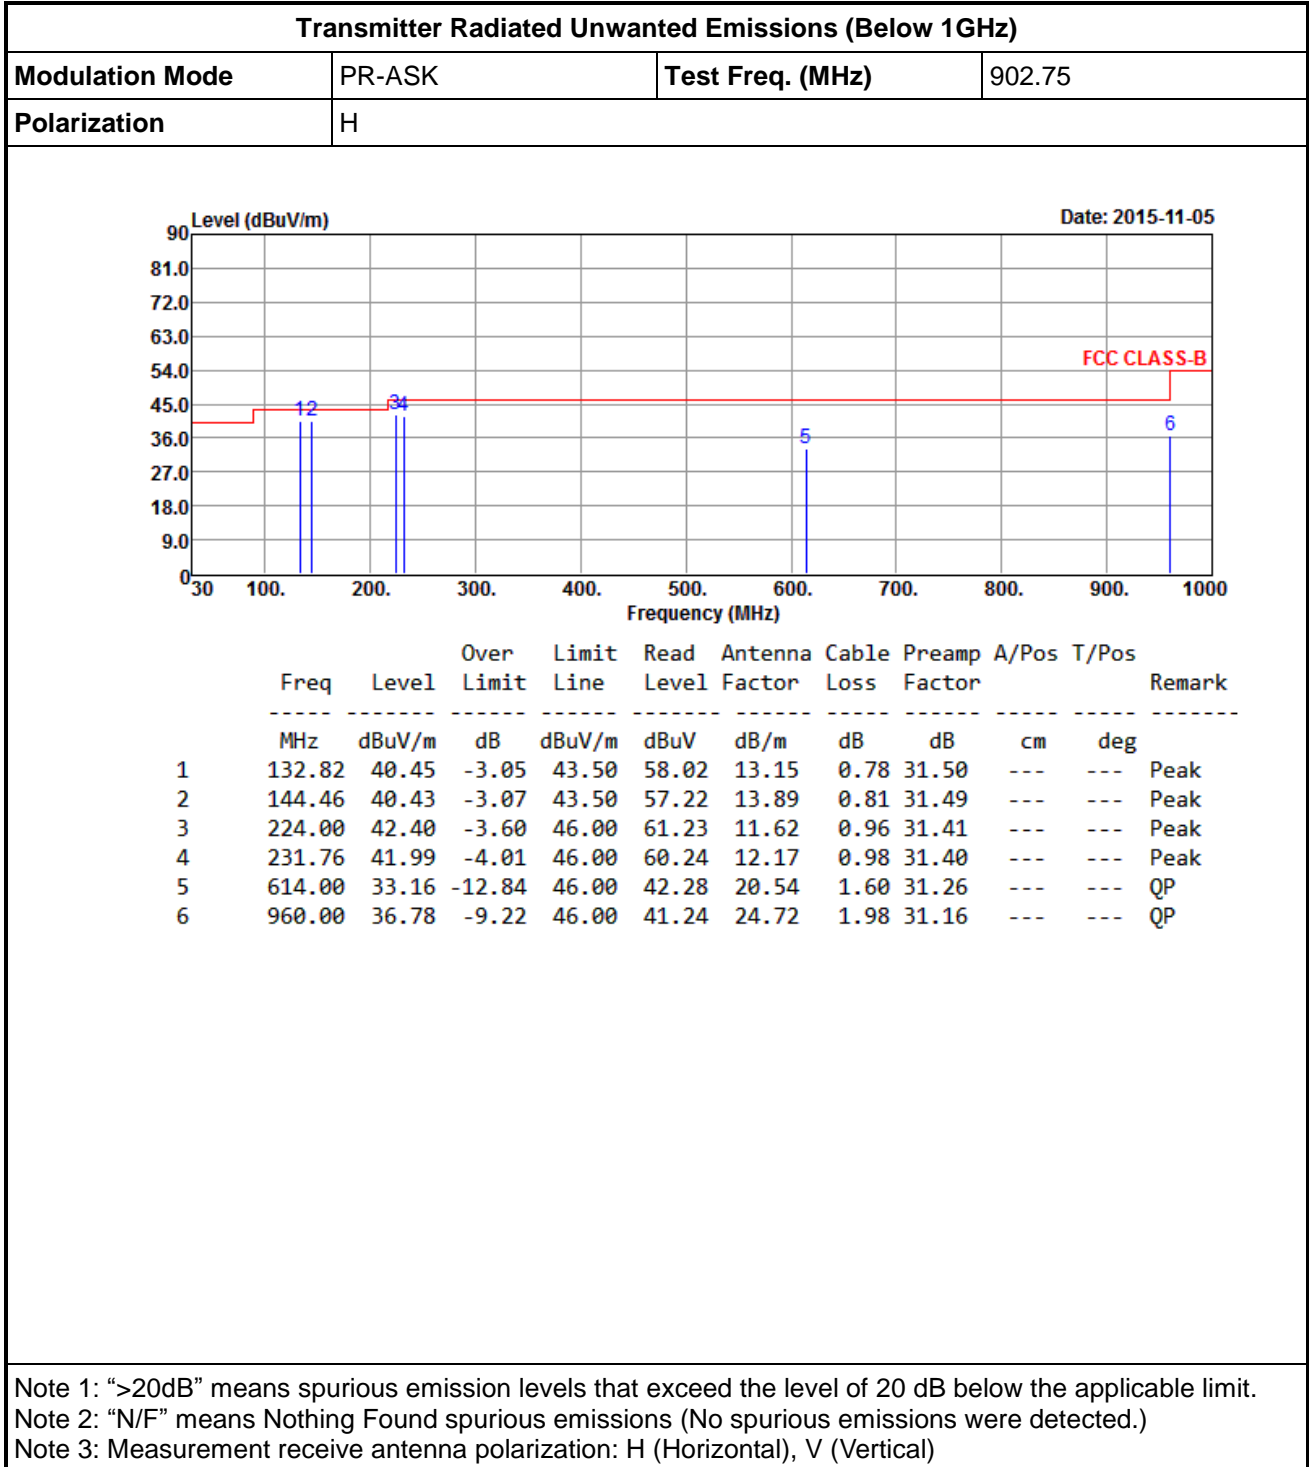 Transmitter Radiated Unwanted Emissions (Below 1GHz)
Modulation Mode PR-ASK Test Freq. (MHz) 902.75
Polarization H
Level (dBuV/m) Date: 2015-11-05
90
81.0
72.0
63.0
FCC CLASS-B
54.0
45.0
36.0
27.0
18.0
9.0
0
1 2 3 4 5 6
30 100. 200. 300. 400. 500. 600. 700. 800. 900. 1000
Frequency (MHz)
Over Limit Read Antenna Cable Preamp A/Pos T/Pos
Freq Level Limit Line Level Factor Loss Factor Remark
----- ------- ------ ------ ------- ------ ----- ------ ----- ----- -------
MHz dBuV/m dB dBuV/m dBuV dB/m dB dB cm deg
1 132.82 40.45 -3.05 43.50 58.02 13.15 0.78 31.50 --- --- Peak
2 144.46 40.43 -3.07 43.50 57.22 13.89 0.81 31.49 --- --- Peak
3 224.00 42.40 -3.60 46.00 61.23 11.62 0.96 31.41 --- --- Peak
4 231.76 41.99 -4.01 46.00 60.24 12.17 0.98 31.40 --- --- Peak
5 614.00 33.16 -12.84 46.00 42.28 20.54 1.60 31.26 --- --- QP
6 960.00 36.78 -9.22 46.00 41.24 24.72 1.98 31.16 --- --- QP
Note 1: “>20dB” means spurious emission levels that exceed the level of 20 dB below the applicable limit.
Note 2: “N/F” means Nothing Found spurious emissions (No spurious emissions were detected.)
Note 3: Measurement receive antenna polarization: H (Horizontal), V (Vertical)